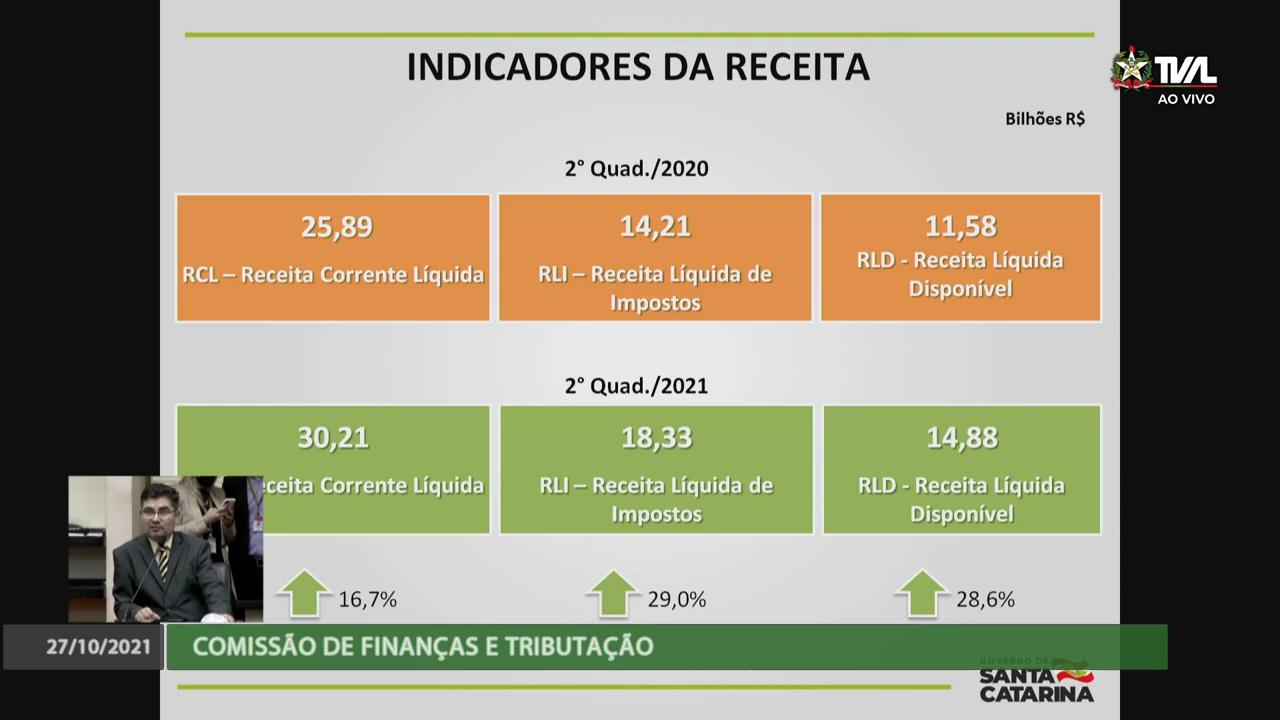 INDICADORES DA RECEITA
TVAL
AO VIVO
Bilhões R$
2° Quad./2020
25,89
RCL – Receita Corrente Líquida
14,21
RLI – Receita Líquida de
Impostos
11,58
RLD - Receita Líquida
Disponível
2° Quad./2021
30,21
ceita Corrente Líquida
18,33
RLI – Receita Líquida de
Impostos
14,88
RLD - Receita Líquida
Disponível
16,7%
29,0%
28,6%
27/10/2021
COMISSÃO DE FINANÇAS E TRIBUTAÇÃO
GOVERNO DE
SANTA
CATARINA